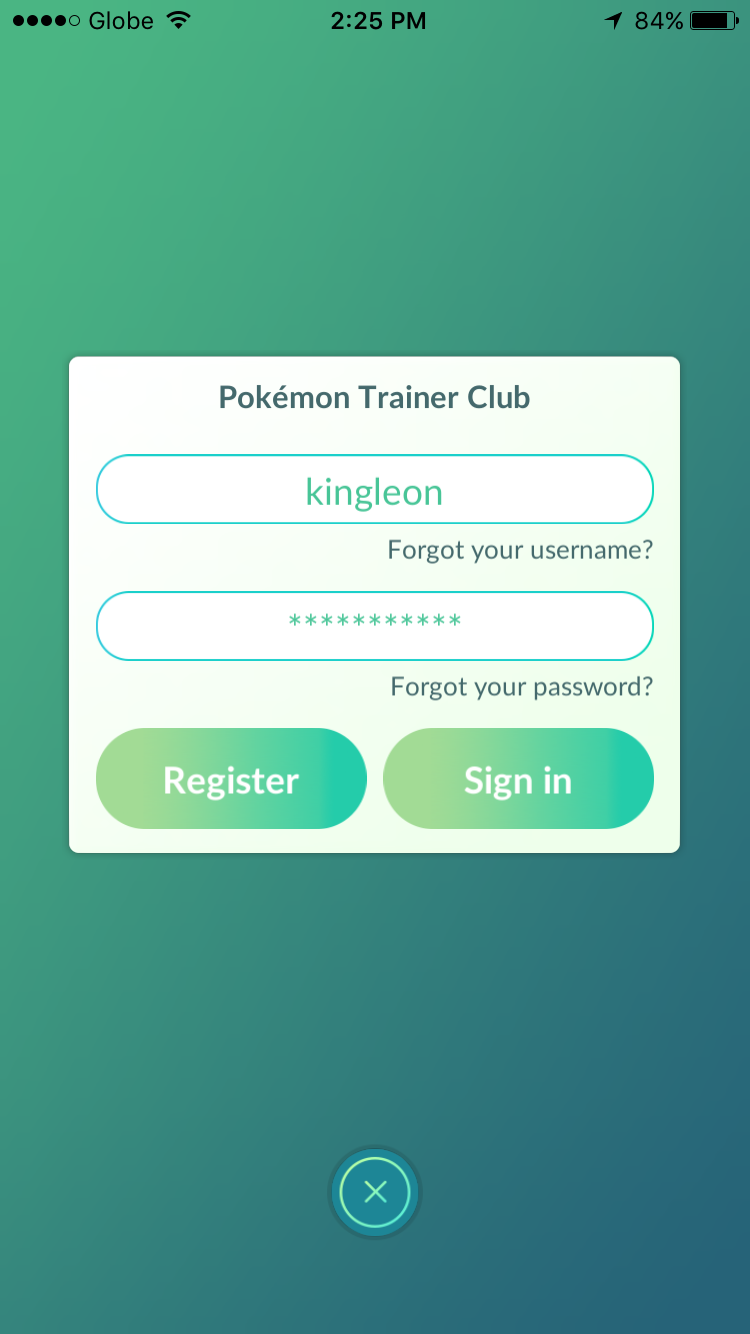 Globe 2:25 PM 84%
Pokémon Trainer Club
kingleon
Forgot your username?
***********
Forgot your password?
Register Sign in